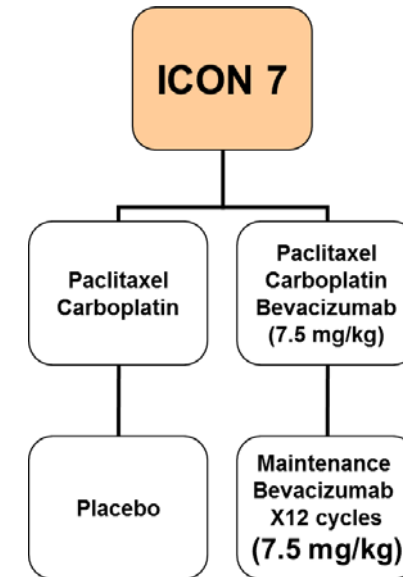 ICON 7
Paclitaxel
Carboplatin
Paclitaxel
Carboplatin
Bevacizumab
(7.5 mg/kg)
Placebo
Maintenance
Bevacizumab
X12 cycles
(7.5 mg/kg)